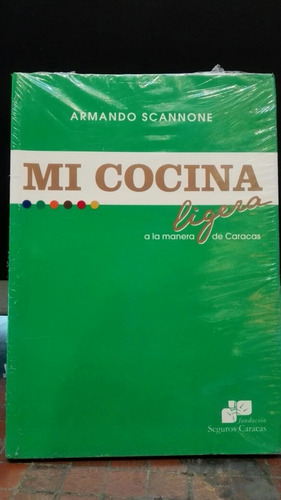 ARMANDO SCANNONE
MI COCINA
ligera
a la manera de Caracas
fundación
Seguros Caracas